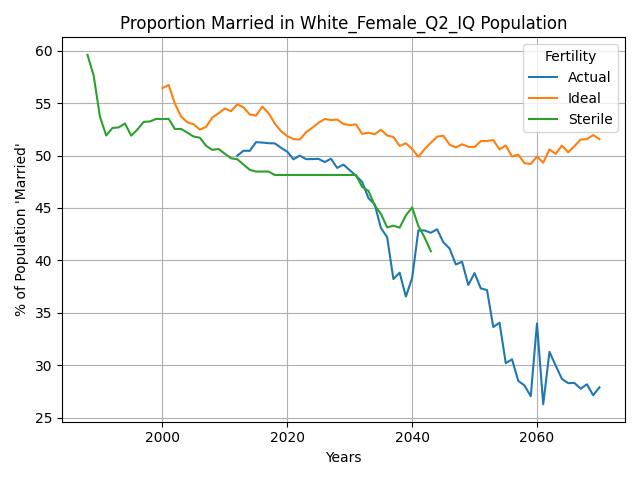 Proportion Married in White_Female_Q2_IQ Population
% of Population 'Married'
60
55
50
45
40
35
30
25
Fertility
Actual
Ideal
Sterile
2000
2020
2040
2060
Years